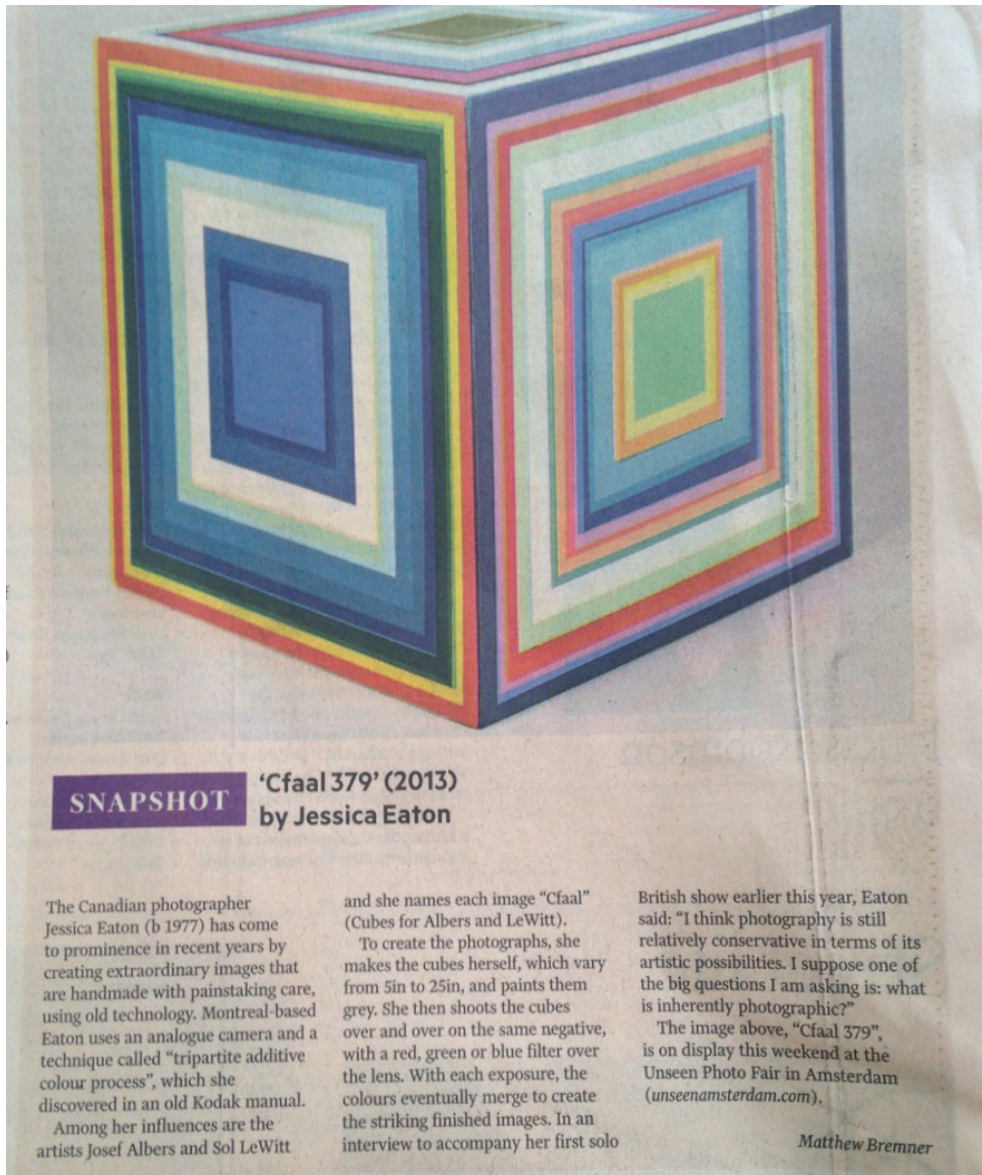 SNAPSHOT
'Cfaal 379' (2013)
by Jessica Eaton
The Canadian photographer
Jessica Eaton (b 1977) has come
to prominence in recent years by
creating extraordinary images that
are handmade with painstaking care,
using old technology. Montreal-based
Eaton uses an analogue camera and a
technique called “tripartite additive
colour process”, which she
discovered in an old Kodak manual.
Among her influences are the
artists Josef Albers and Sol LeWitt
and she names each image “Cfaal”
(Cubes for Albers and LeWitt).
To create the photographs, she
makes the cubes herself, which vary
from 5in to 25in, and paints them
grey. She then shoots the cubes
over and over on the same negative,
with a red, green or blue filter over
the lens. With each exposure, the
colours eventually merge to create
the striking finished images. In an
interview to accompany her first solo
British show earlier this year, Eaton
said: “I think photography is still
relatively conservative in terms of its
artistic possibilities. I suppose one of
the big questions I am asking is: what
is inherently photographic?”
The image above, “Cfaal 379”,
is on display this weekend at the
Unseen Photo Fair in Amsterdam
(unseenamsterdam.com).
Matthew Bremner